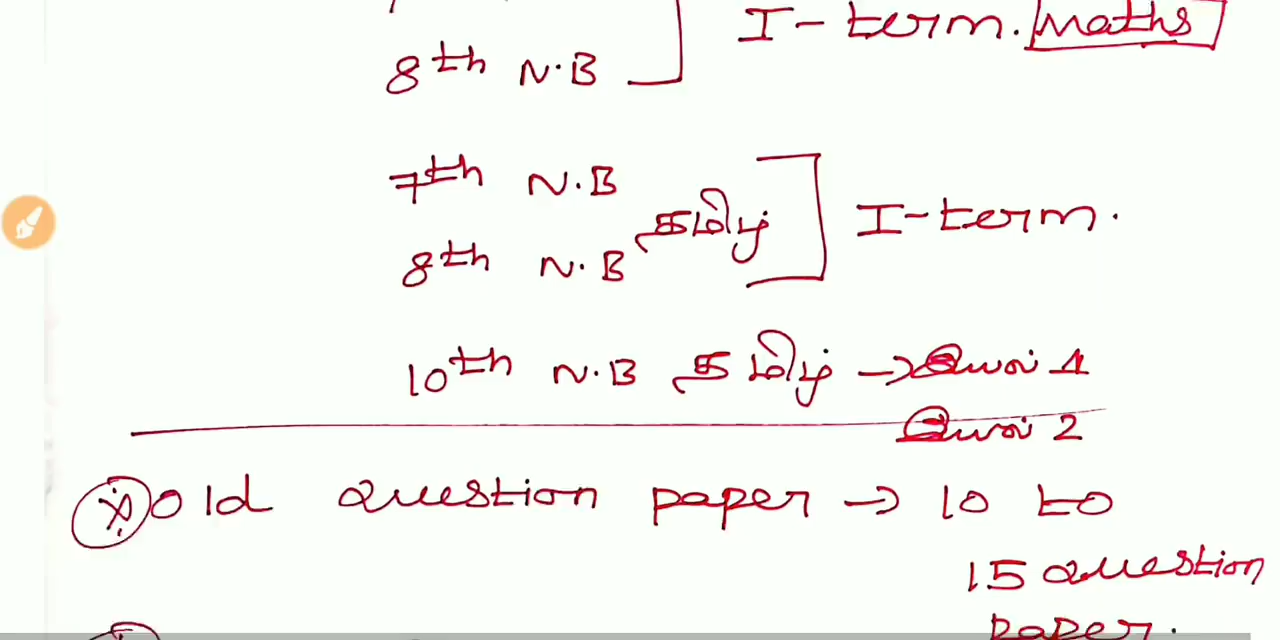 I - term. Maths
8th N.B
7th N.B
தமிழ் I - term.
8th N.B
10th N.B தமிழ் → இயல் 1
இயல் 2
Old question paper → 10 to
15 question
paper.